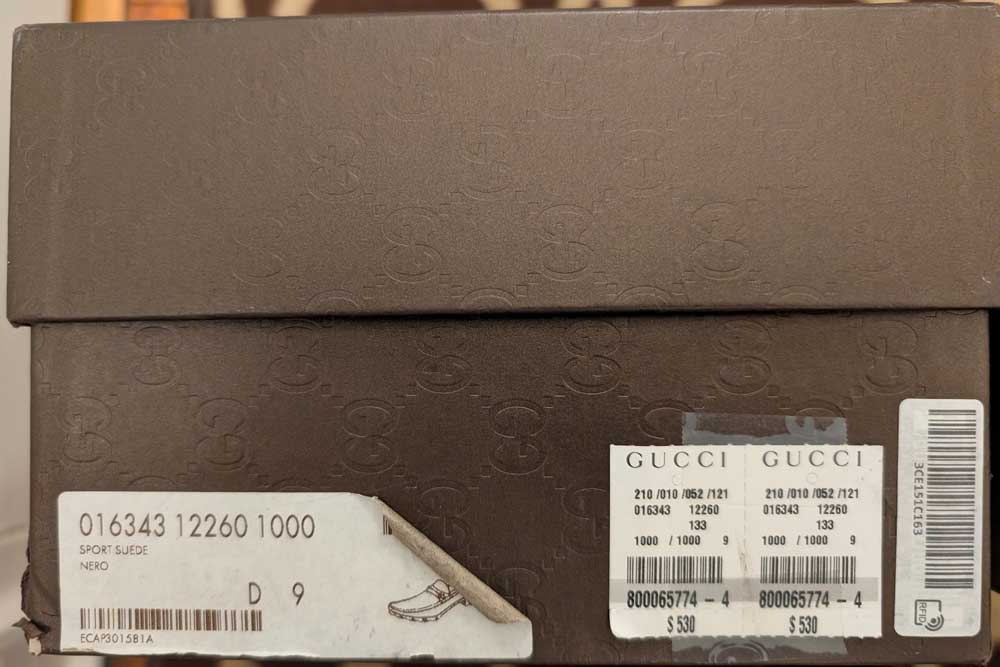 016343 12260 1000
SPORT SUEDE
NERO
D 9
ECAP3015B1A
GUCCI
210 /010 /052 /121
016343 12260
133
1000 / 1000 9
800065774 - 4
$ 530
GUCCI
210 /010 /052 /121
016343 12260
133
1000 / 1000 9
800065774 - 4
$ 530
3CE151C163
RFID